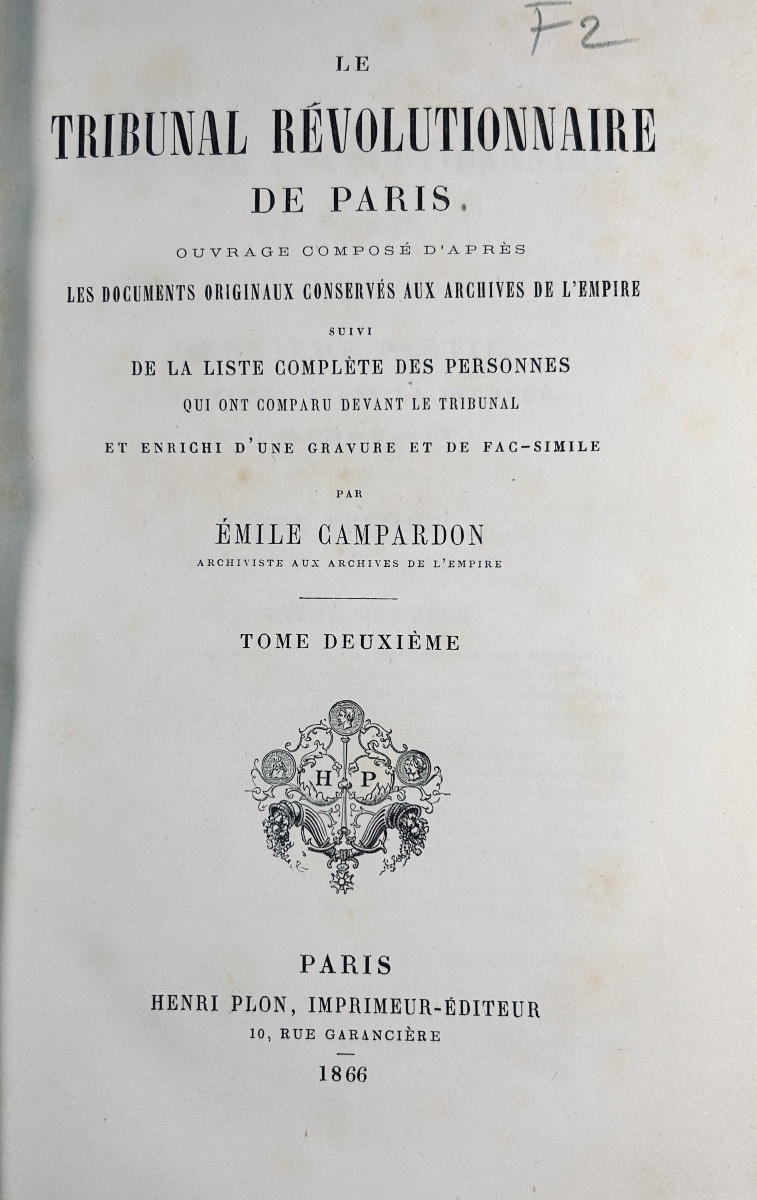 F2
LE
TRIBUNAL RÉVOLUTIONNAIRE
DE PARIS
OUVRAGE COMPOSÉ D'APRÈS
LES DOCUMENTS ORIGINAUX CONSERVÉS AUX ARCHIVES DE L'EMPIRE
SUIVI
DE LA LISTE COMPLÈTE DES PERSONNES
QUI ONT COMPARU DEVANT LE TRIBUNAL
ET ENRICHI D'UNE GRAVURE ET DE FAC-SIMILE
PAR
ÉMILE CAMPARDON
ARCHIVISTE AUX ARCHIVES DE L'EMPIRE
TOME DEUXIÈME
H P
PARIS
HENRI PLON, IMPRIMEUR-ÉDITEUR
10, RUE GARANCIÈRE
1866